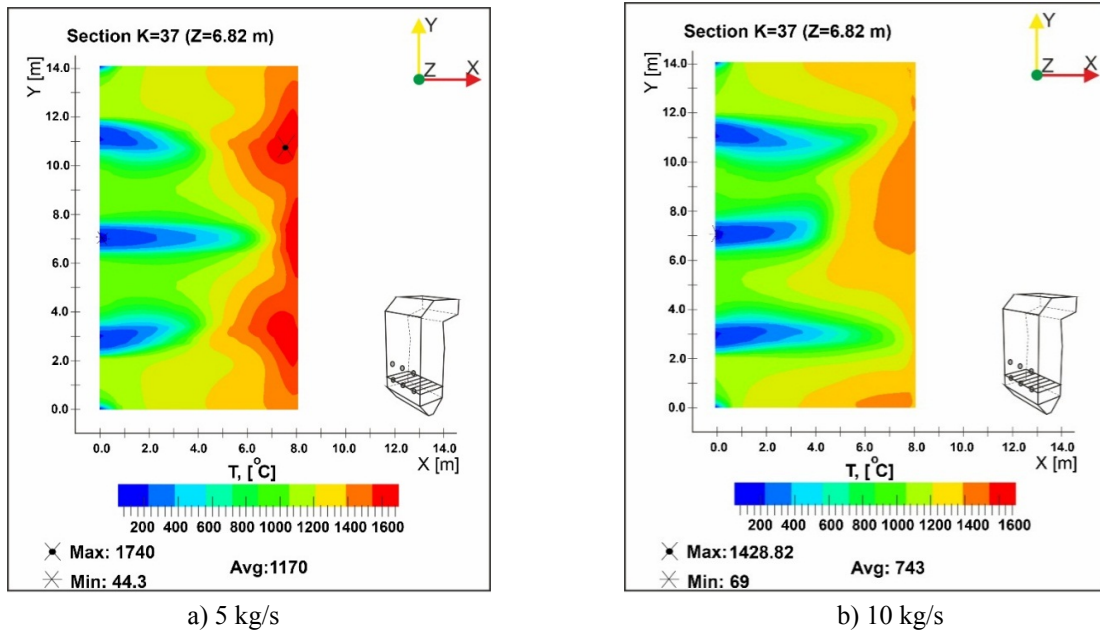 Section K=37 (Z=6.82 m)
Y
Z
X
Y [m]
14.0
12.0
10.0
8.0
6.0
4.0
2.0
0.0
0.0 2.0 4.0 6.0 8.0 10.0 12.0 14.0
X [m]
T, [°C]
200 400 600 800 1000 1200 1400 1600
Max: 1740
Min: 44.3
Avg:1170
a) 5 kg/s
Section K=37 (Z=6.82 m)
Y
Z
X
Y [m]
14.0
12.0
10.0
8.0
6.0
4.0
2.0
0.0
0.0 2.0 4.0 6.0 8.0 10.0 12.0 14.0
X [m]
T, [°C]
200 400 600 800 1000 1200 1400 1600
Max:1428.82
Min: 69
Avg: 743
b) 10 kg/s